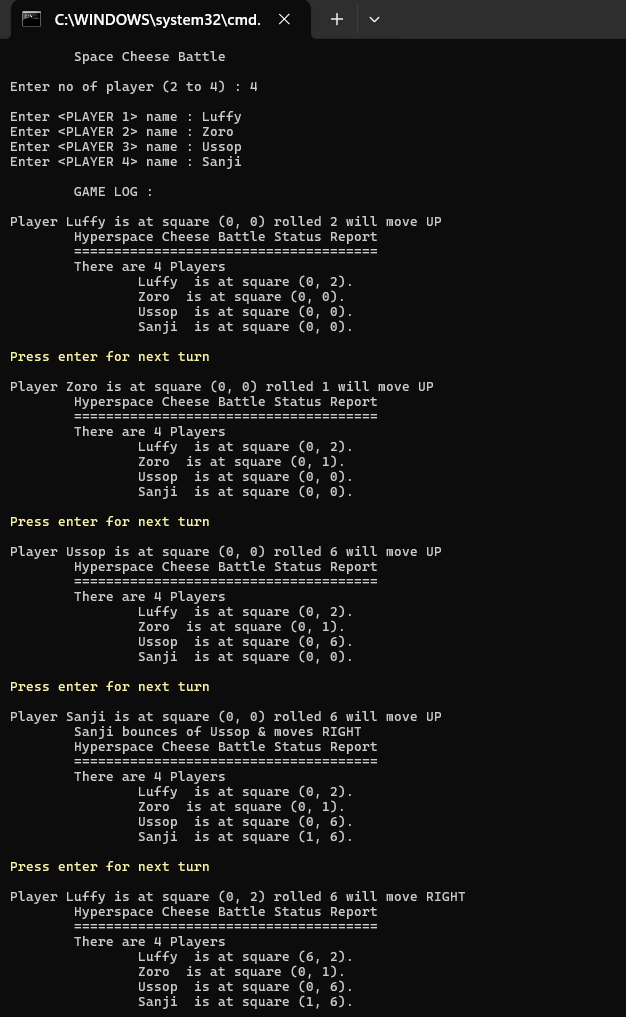 C:\WINDOWS\system32\cmd.
Space Cheese Battle
Enter no of player (2 to 4) : 4
Enter <PLAYER 1> name : Luffy
Enter <PLAYER 2> name : Zoro
Enter <PLAYER 3> name : Ussop
Enter <PLAYER 4> name : Sanji
GAME LOG :
Player Luffy is at square (0, 0) rolled 2 will move UP
Hyperspace Cheese Battle Status Report
======================================
There are 4 Players
Luffy  is at square (0, 2).
Zoro  is at square (0, 0).
Ussop  is at square (0, 0).
Sanji  is at square (0, 0).
Press enter for next turn
Player Zoro is at square (0, 0) rolled 1 will move UP
Hyperspace Cheese Battle Status Report
======================================
There are 4 Players
Luffy  is at square (0, 2).
Zoro  is at square (0, 1).
Ussop  is at square (0, 0).
Sanji  is at square (0, 0).
Press enter for next turn
Player Ussop is at square (0, 0) rolled 6 will move UP
Hyperspace Cheese Battle Status Report
======================================
There are 4 Players
Luffy  is at square (0, 2).
Zoro  is at square (0, 1).
Ussop  is at square (0, 6).
Sanji  is at square (0, 0).
Press enter for next turn
Player Sanji is at square (0, 0) rolled 6 will move UP
Sanji bounces of Ussop & moves RIGHT
Hyperspace Cheese Battle Status Report
======================================
There are 4 Players
Luffy  is at square (0, 2).
Zoro  is at square (0, 1).
Ussop  is at square (0, 6).
Sanji  is at square (1, 6).
Press enter for next turn
Player Luffy is at square (0, 2) rolled 6 will move RIGHT
Hyperspace Cheese Battle Status Report
======================================
There are 4 Players
Luffy  is at square (6, 2).
Zoro  is at square (0, 1).
Ussop  is at square (0, 6).
Sanji  is at square (1, 6).